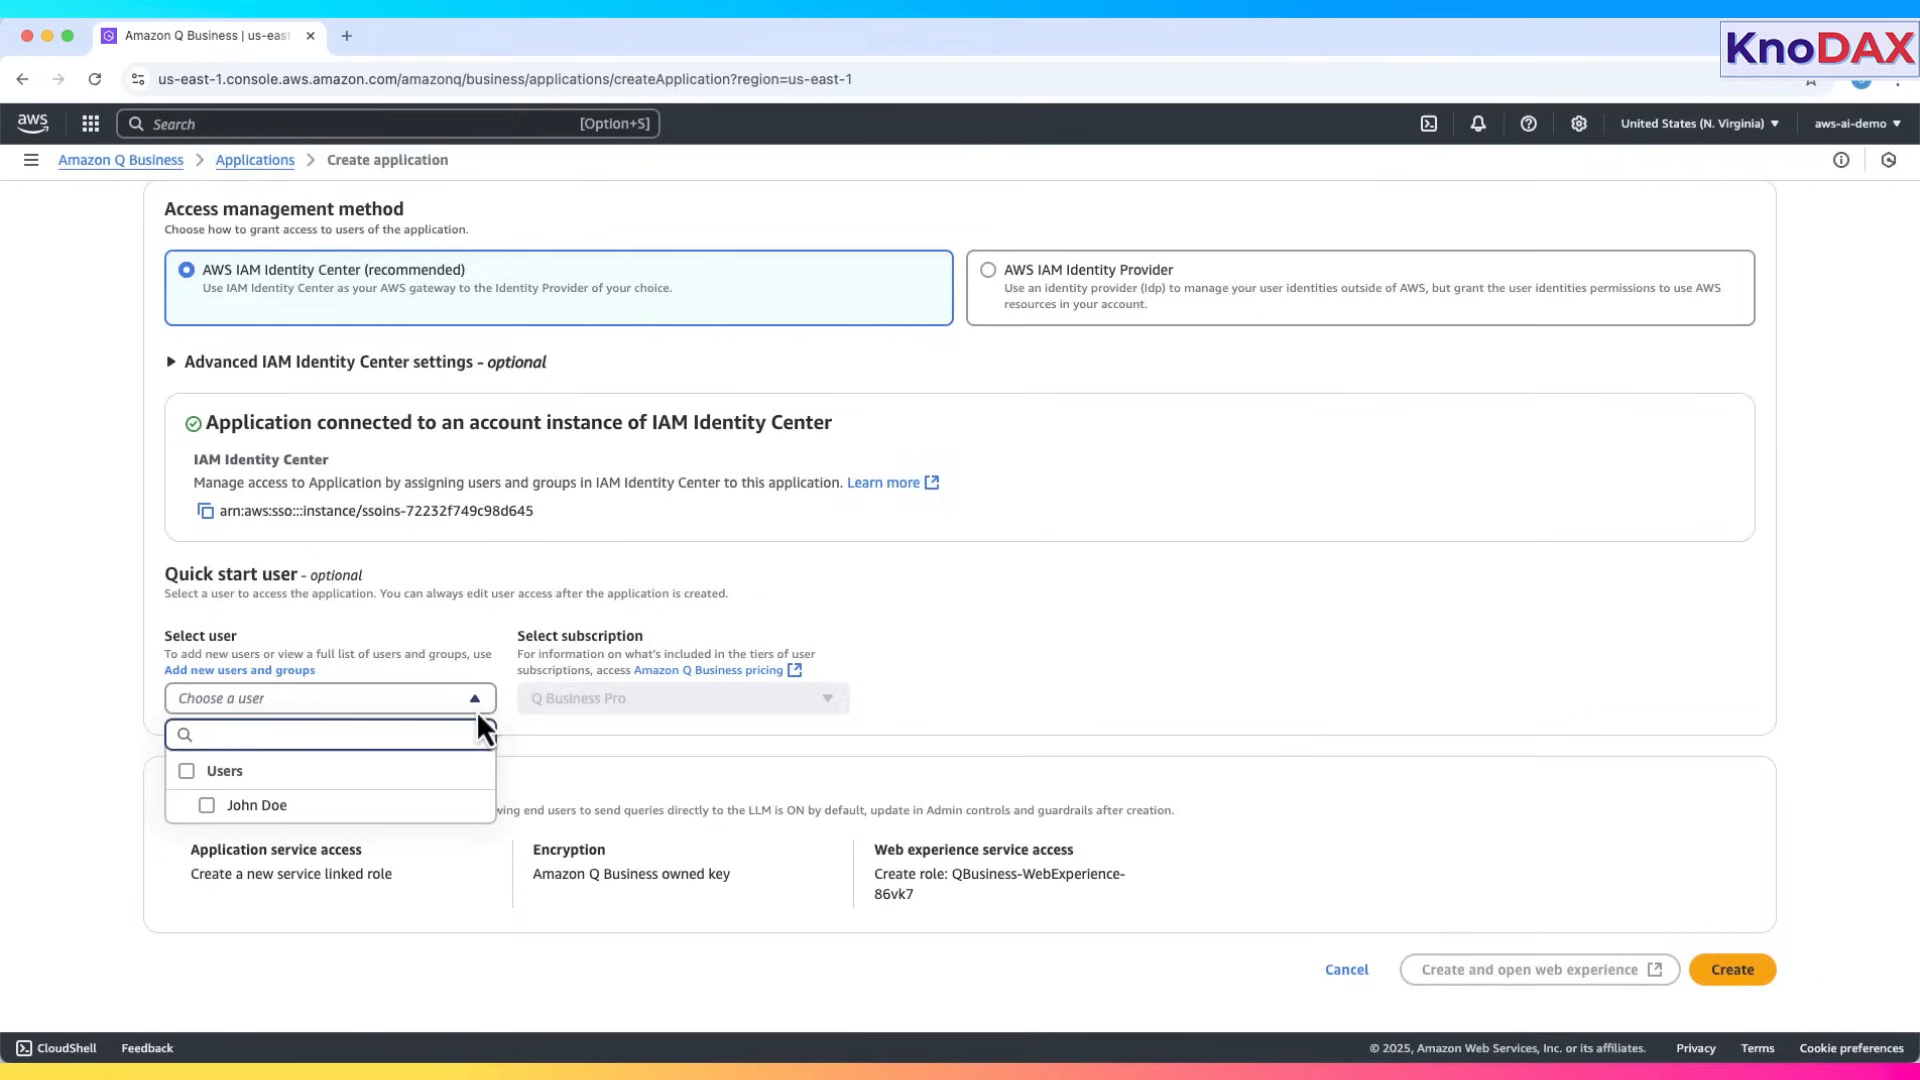 Amazon Q Business | us-east
KnoDAX
us-east-1.console.aws.amazon.com/amazonq/business/applications/createApplication?region=us-east-1
aws
Search
[Option+S]
United States (N. Virginia)
aws-ai-demo
Amazon Q Business
Applications
Create application
Access management method
Choose how to grant access to users of the application.
AWS IAM Identity Center (recommended)
Use IAM Identity Center as your AWS gateway to the Identity Provider of your choice.
AWS IAM Identity Provider
Use an identity provider (Idp) to manage your user identities outside of AWS, but grant the user identities permissions to use AWS
resources in your account.
Advanced IAM Identity Center settings - optional
Application connected to an account instance of IAM Identity Center
IAM Identity Center
Manage access to Application by assigning users and groups in IAM Identity Center to this application. Learn more
arn:aws:sso:::instance/ssoins-72232f749c98d645
Quick start user - optional
Select a user to access the application. You can always edit user access after the application is created.
Select user
To add new users or view a full list of users and groups, use
Add new users and groups
Choose a user
Select subscription
For information on what's included in the tiers of user
subscriptions, access Amazon Q Business pricing
Q Business Pro
Users
John Doe
ing end users to send queries directly to the LLM is ON by default, update in Admin controls and guardrails after creation.
Application service access
Create a new service linked role
Encryption
Amazon Q Business owned key
Web experience service access
Create role: QBusiness-WebExperience-
86vk7
Cancel
Create and open web experience
Create
CloudShell
Feedback
© 2025, Amazon Web Services, Inc. or its affiliates.
Privacy
Terms
Cookie preferences